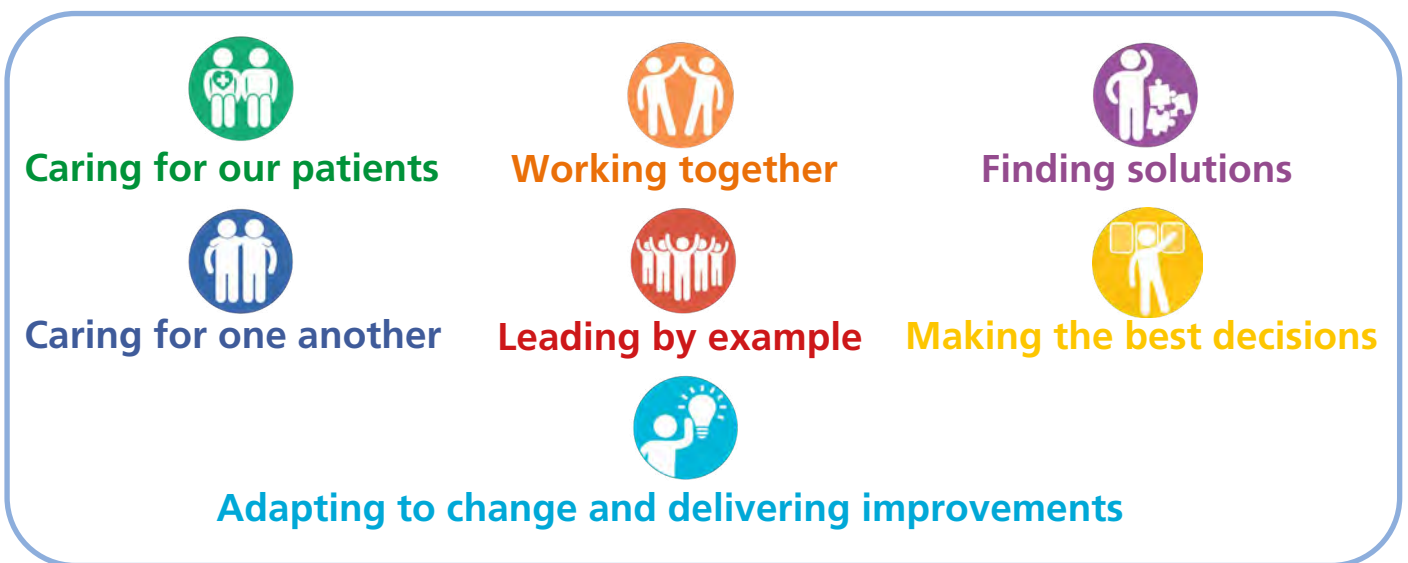 Caring for our patients
Working together
Finding solutions
Caring for one another
Leading by example
Making the best decisions
Adapting to change and delivering improvements